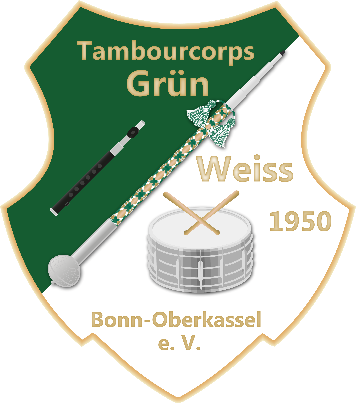 Tambourcorps
Grün
Weiss
1950
Bonn-Oberkassel
e. V.